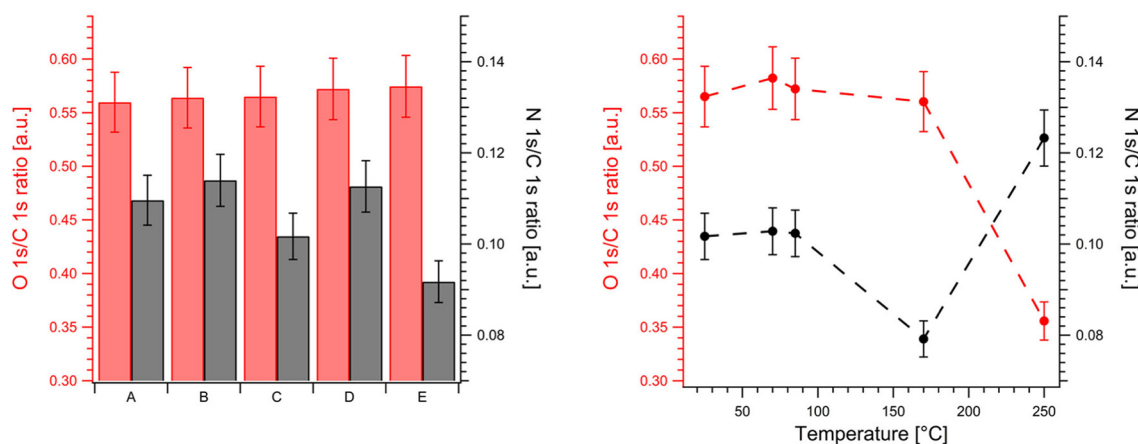 O 1s/C 1s ratio [a.u.]
0.60
0.55
0.50
0.45
0.40
0.35
0.30
A B C D E
0.14
0.12
0.10
0.08
N 1s/C 1s ratio [a.u.]
O 1s/C 1s ratio [a.u.]
0.60
0.55
0.50
0.45
0.40
0.35
0.30
50 100 150 200 250
Temperature [°C]
0.14
0.12
0.10
0.08
N 1s/C 1s
ratio [a.u.]